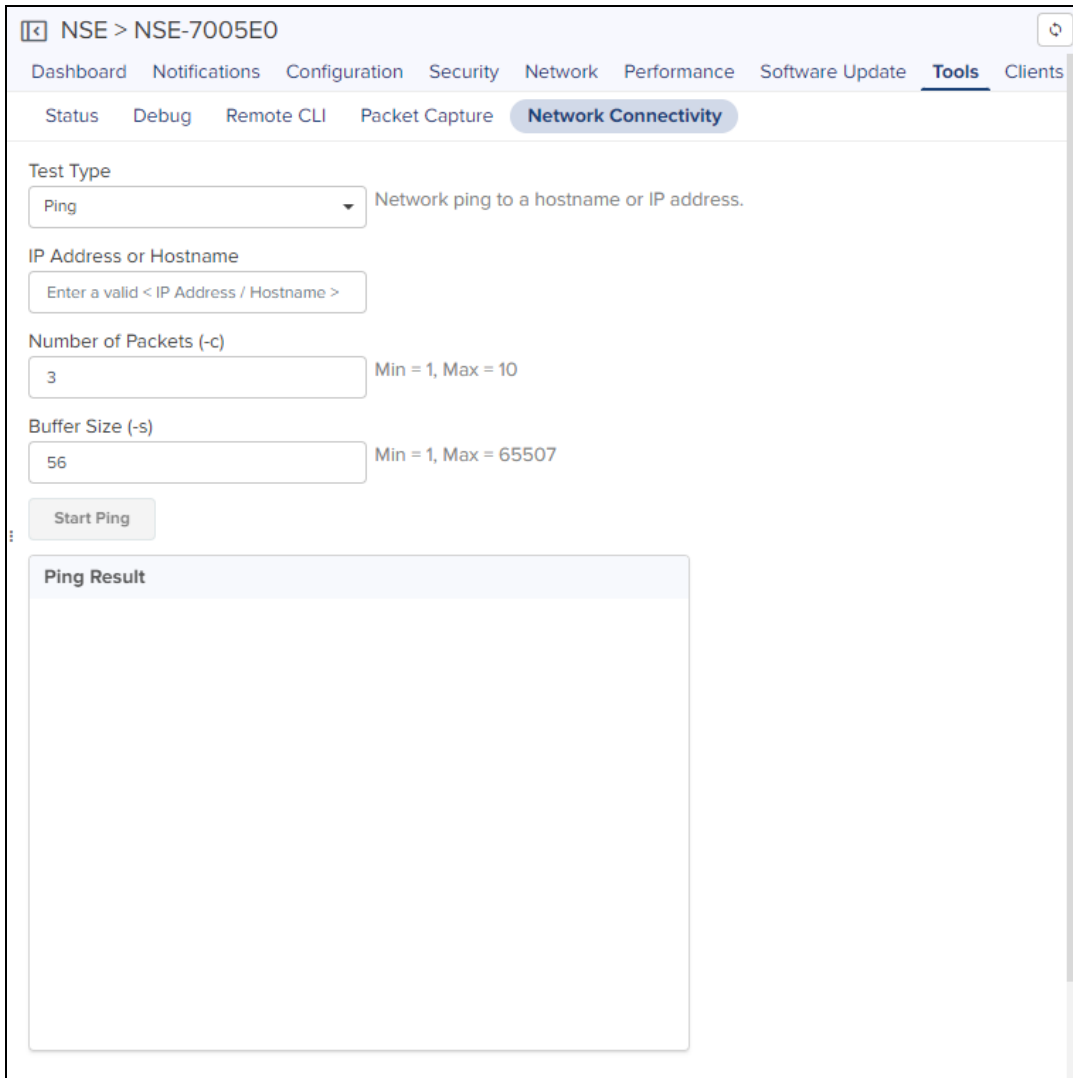 NSE > NSE-7005E0
Dashboard Notifications Configuration Security Network Performance Software Update Tools Clients
Status Debug Remote CLI Packet Capture Network Connectivity
Test Type
Ping Network ping to a hostname or IP address.
IP Address or Hostname
Enter a valid < IP Address / Hostname >
Number of Packets (-c)
3 Min = 1, Max = 10
Buffer Size (-s)
56 Min = 1, Max = 65507
Start Ping
Ping Result